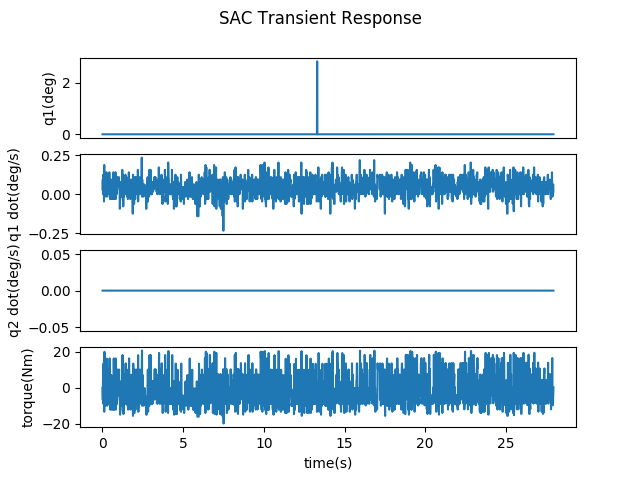 SAC Transient Response
q1(deg)
2
0
q1 dot(deg/s)
0.25
0.00
−0.25
q2 dot(deg/s)
0.05
0.00
−0.05
torque(Nm)
20
0
−20
0 5 10 15 20 25
time(s)